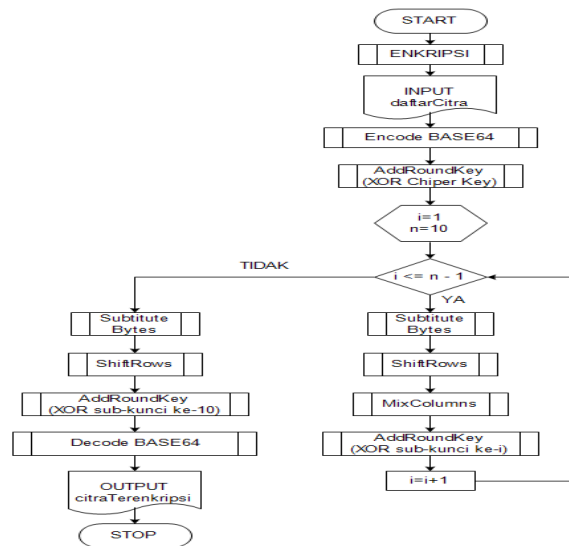 START
ENKRIPSI
INPUT
daftarCitra
Encode BASE64
AddRoundKey
(XOR Chiper Key)
i=1
n=10
i <= n - 1
TIDAK
YA
Subtitute
Bytes
ShiftRows
AddRoundKey
(XOR sub-kunci ke-10)
Decode BASE64
OUTPUT
citraTerenkripsi
STOP
Subtitute
Bytes
ShiftRows
MixColumns
AddRoundKey
(XOR sub-kunci ke-i)
i=i+1